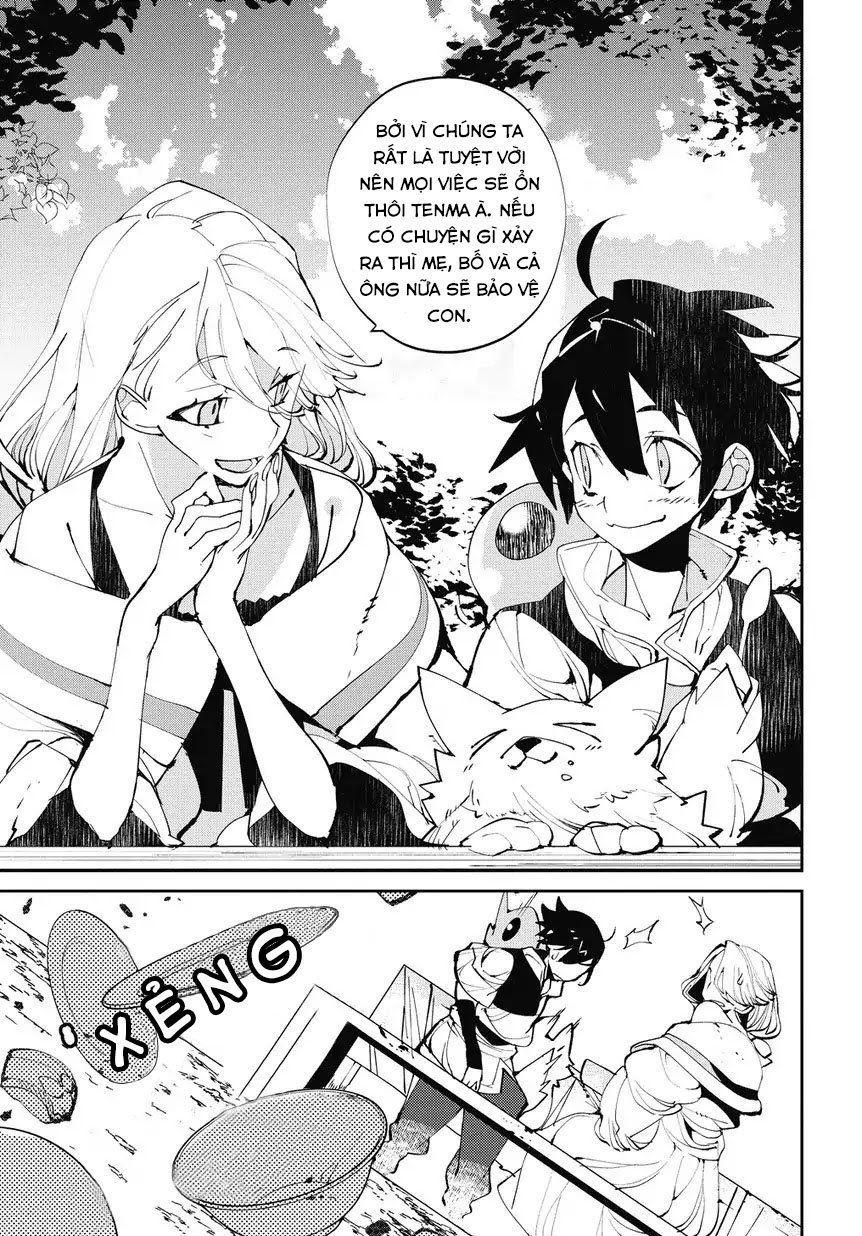 BỞI VÌ CHÚNG TA
RẤT LÀ TUYỆT VỜI
NÊN MỌI VIỆC SẼ ỔN
THÔI TENMA Ã. NẾU
CÓ CHUYỆN GÌ XẢY
RA THÌ MẸ, BỐ VÀ CẢ
ÔNG NỮA SẼ BẢO VỆ
CON.
XẺNG